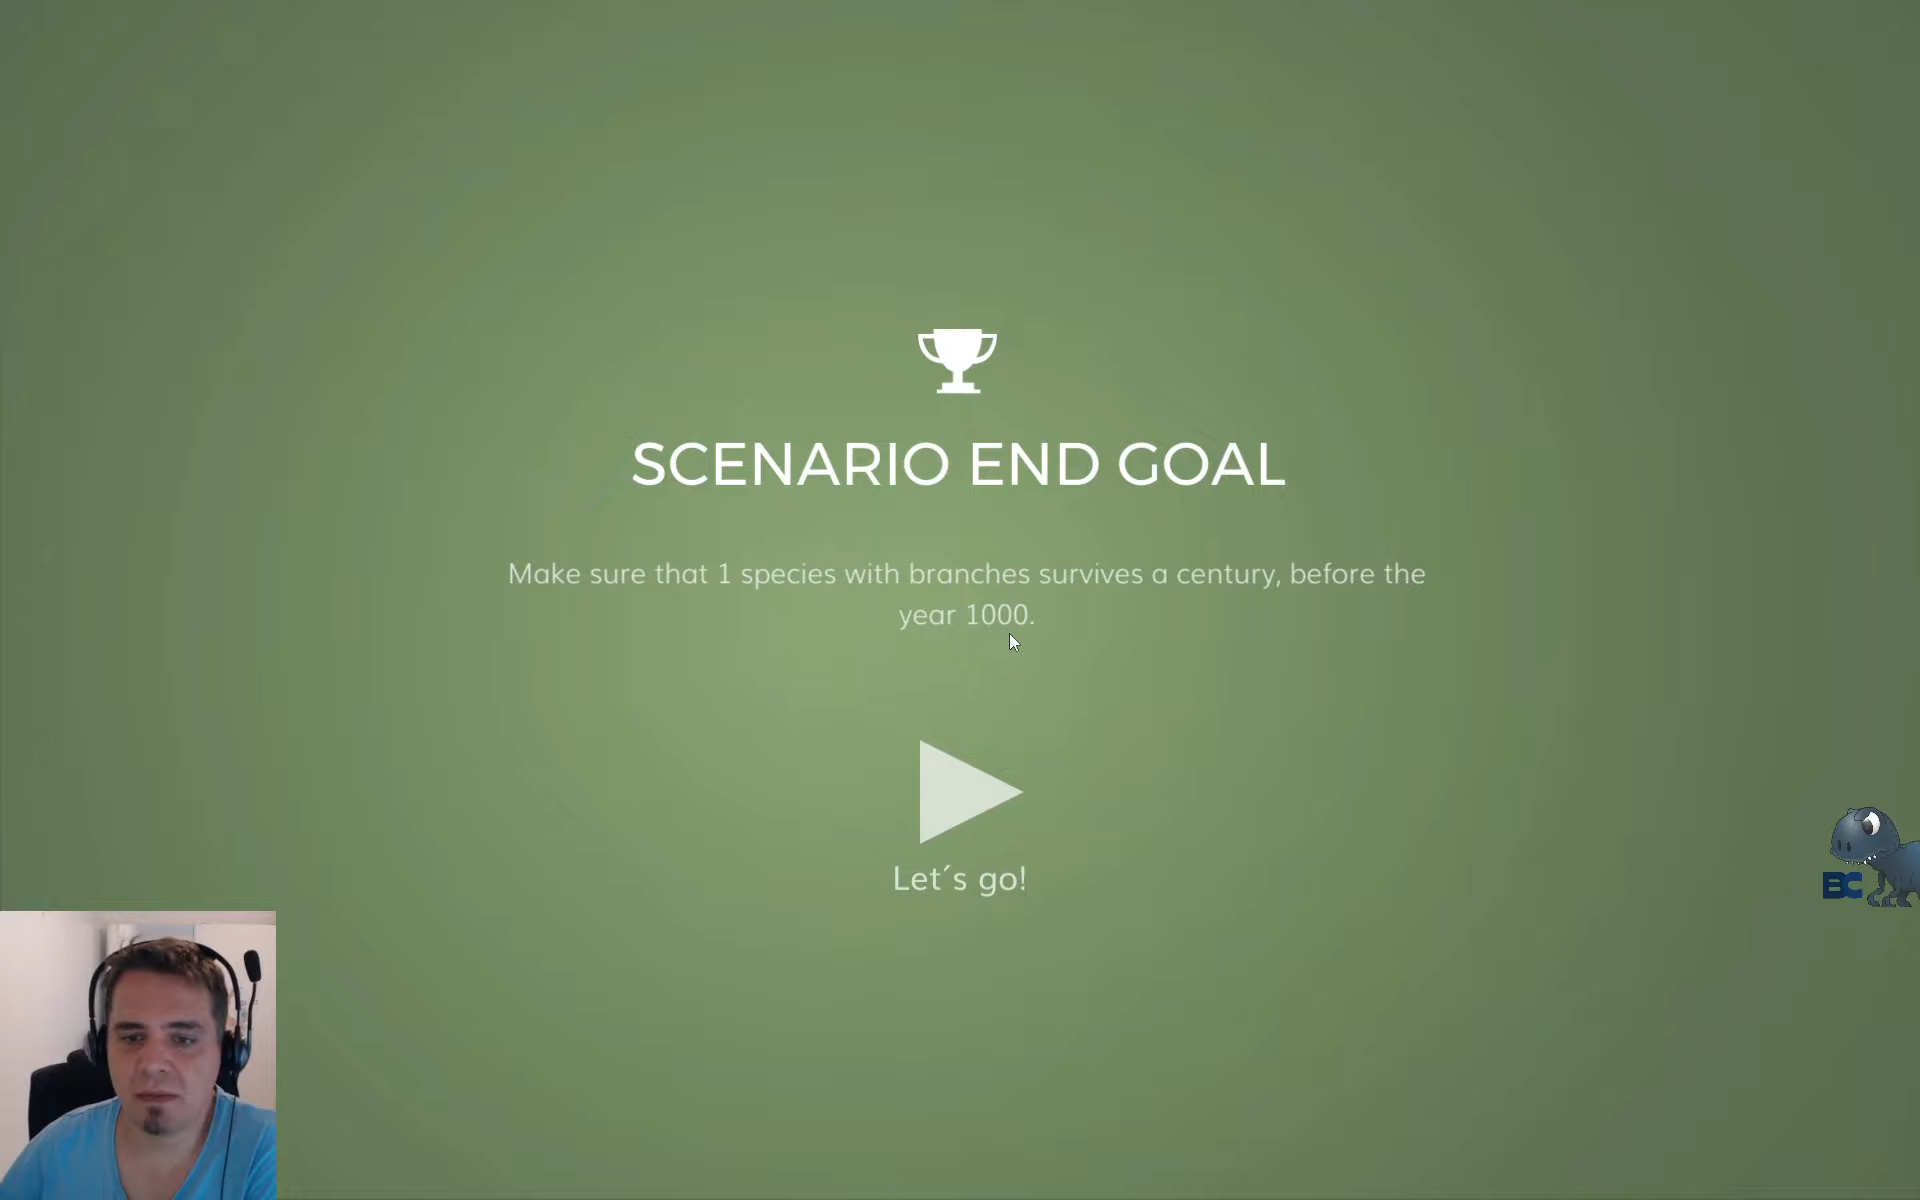 SCENARIO END GOAL
Make sure that 1 species with branches survives a century, before the
year 1000.
Let´s go!
BC